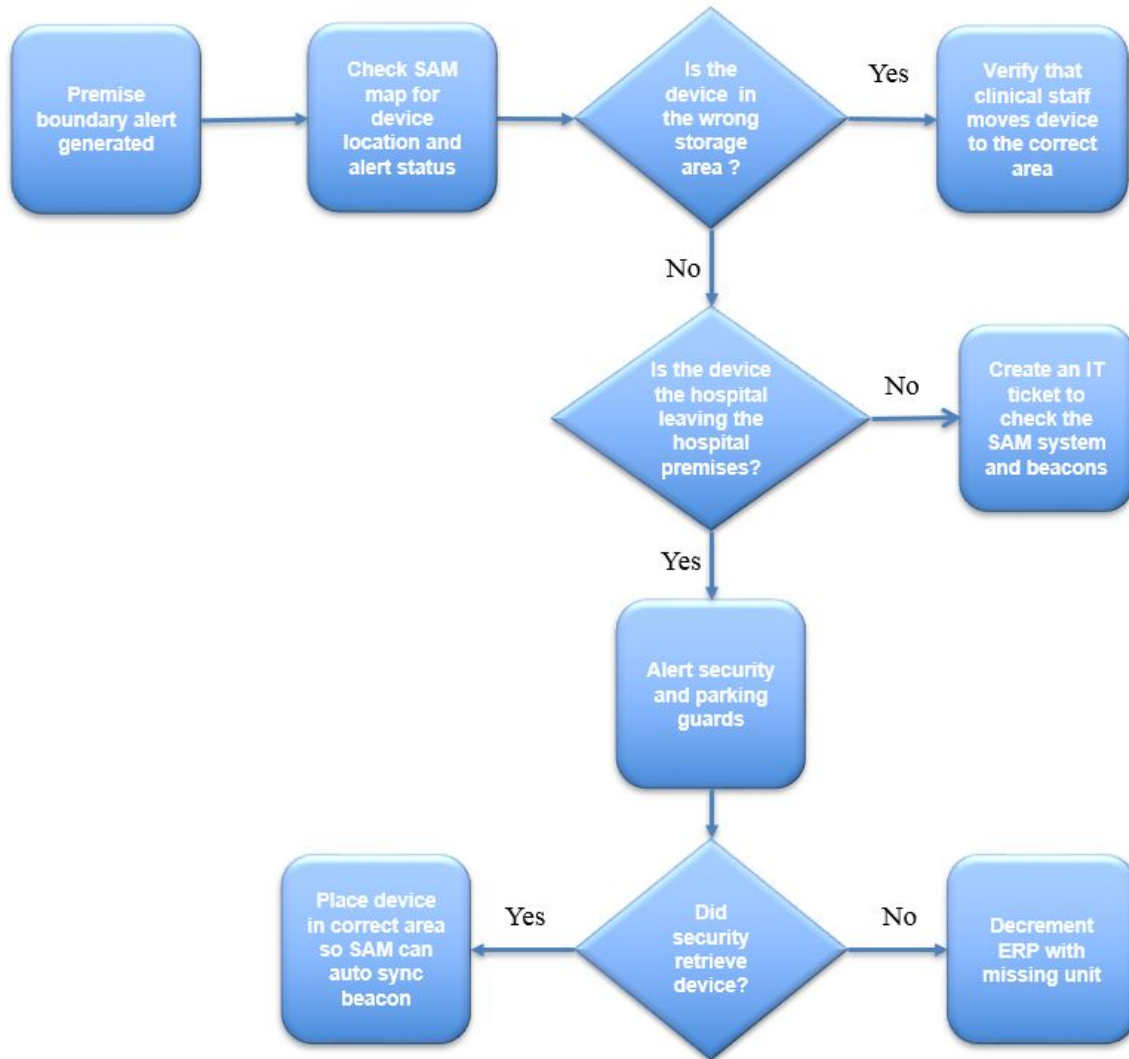 Premise
boundary alert
generated
Check SAM
map for
device
location and
alert status
Is the
device in
the wrong
storage
area ?
Yes
Verify that
clinical staff
moves device
to the correct
area
No
Is the device
the hospital
leaving the
hospital
premises?
No
Create an IT
ticket to
check the
SAM system
and beacons
Yes
Alert security
and parking
guards
Did
security
retrieve
device?
Yes
Place device
in correct area
so SAM can
auto sync
beacon
No
Decrement
ERP with
missing unit